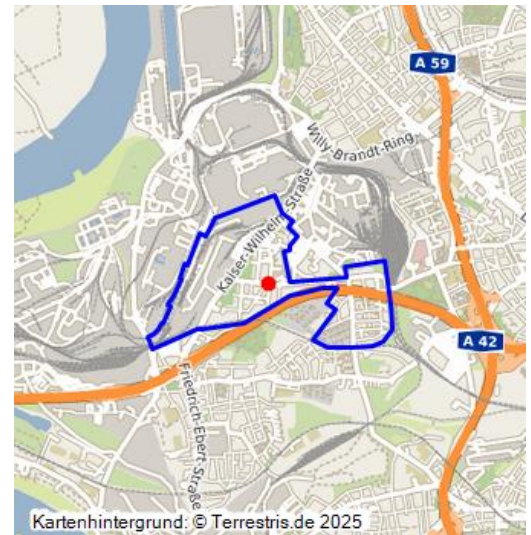 A 59
Willy-Brandt-Ring
Kaiser-Wilhelm-Straße
A 42
Friedrich-Ebert-Straße
Kartenhintergrund: © Terrestris.de 2025